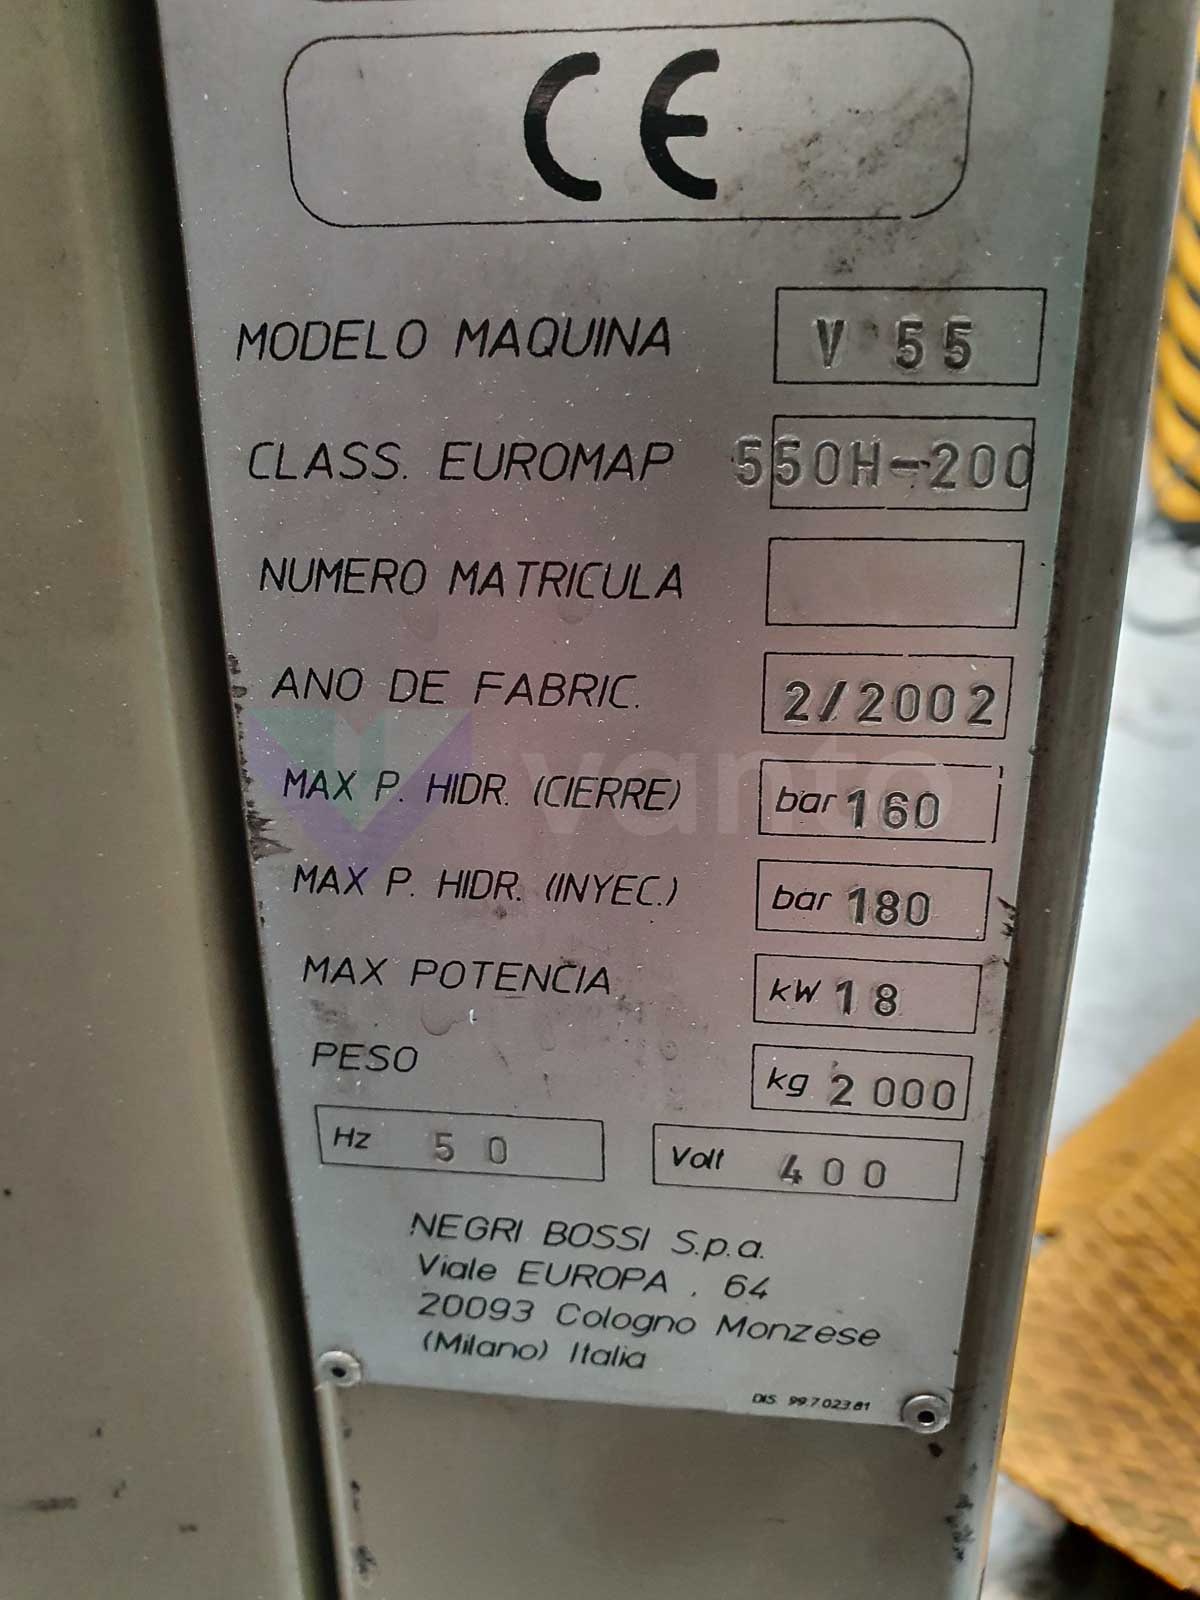 CE
MODELO MAQUINA V 55
CLASS. EUROMAP 550H-200
NUMERO MATRICULA
ANO DE FABRIC. 2/2002
vanto
MAX P. HIDR. (CIERRE) bar 160
MAX P. HIDR. (INYEC.) bar 180
MAX POTENCIA kW 18
PESO kg 2000
Hz 50 Volt 400
NEGRI BOSSI S.p.a.
Viale EUROPA , 64
20093 Cologno Monzese
(Milano) Italia
DIS. 99.7.023.81